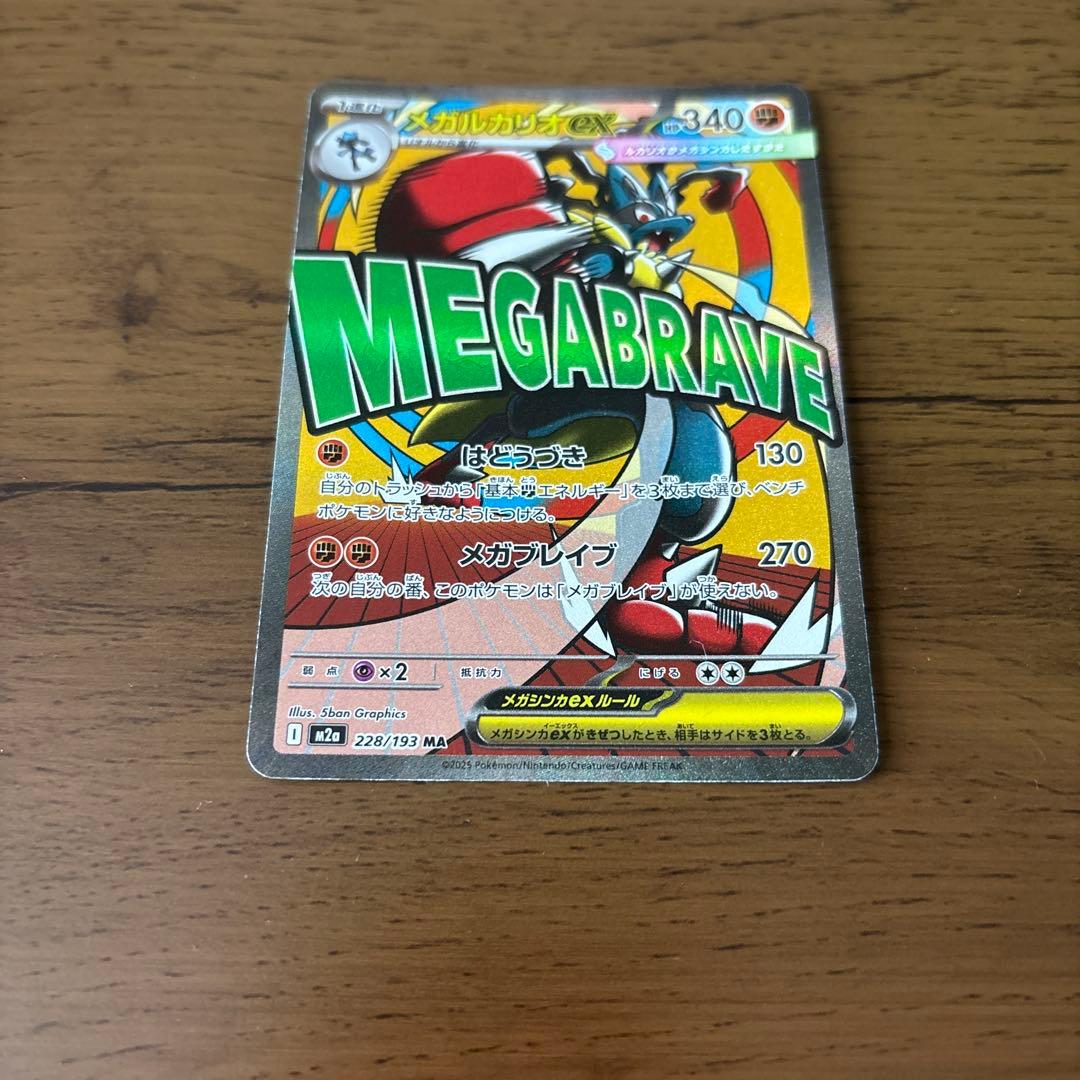 1進化
メガルカリオex
HP340
リオルから進化
ルカリオがメガシンカしたすがた
MEGABRAVE
はどうづき 130
自分のトラッシュから「基本エネルギー」を3枚まで選び、ベンチ
ポケモンに好きなようにつける。
メガブレイブ 270
次の自分の番、このポケモンは「メガブレイブ」が使えない。
弱点 ×2 抵抗力 にげる
メガシンカexルール
メガシンカexがきぜつしたとき、相手はサイドを3枚とる。
Illus. 5ban Graphics
I M2a 228/193 MA
©2025 Pokémon/Nintendo/Creatures/GAME FREAK